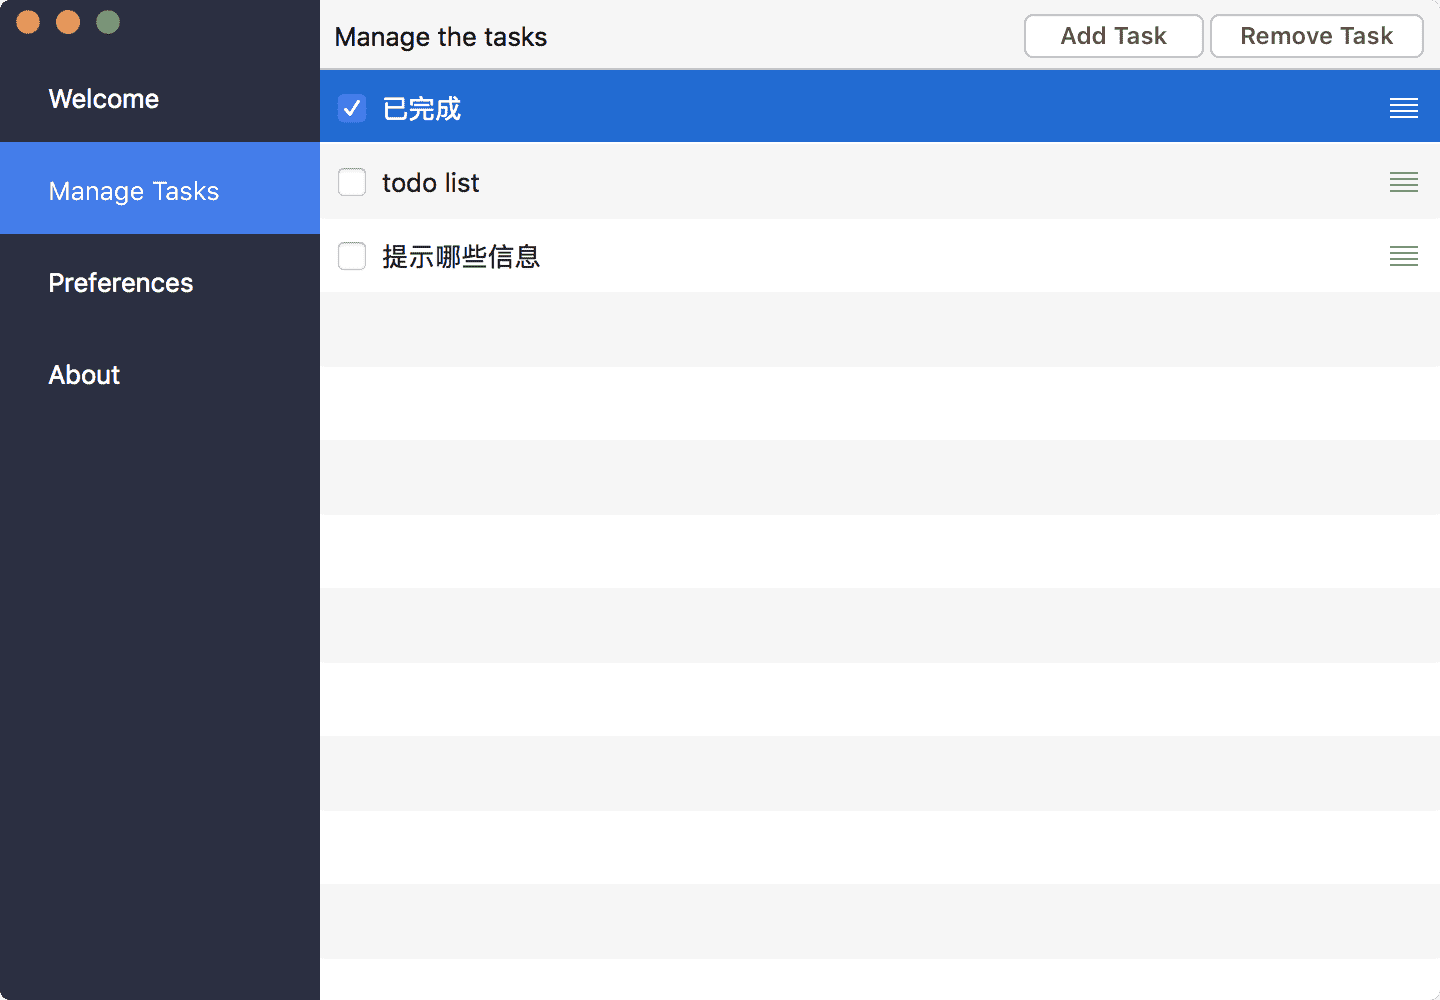 Welcome
Manage Tasks
Preferences
About
Manage the tasks
Add Task
Remove Task
已完成
todo list
提示哪些信息